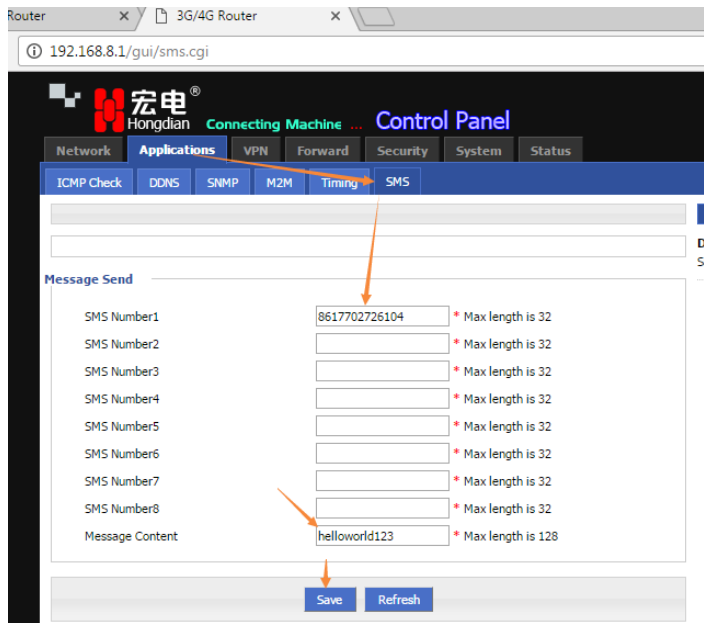 Router
3G/4G Router
192.168.8.1/gui/sms.cgi
宏电®
Hongdian Connecting Machine ... Control Panel
Network Applications VPN Forward Security System Status
ICMP Check DDNS SNMP M2M Timing SMS
D
S
Message Send
SMS Number1 8617702726104 * Max length is 32
SMS Number2 * Max length is 32
SMS Number3 * Max length is 32
SMS Number4 * Max length is 32
SMS Number5 * Max length is 32
SMS Number6 * Max length is 32
SMS Number7 * Max length is 32
SMS Number8 * Max length is 32
Message Content helloworld123 * Max length is 128
Save Refresh